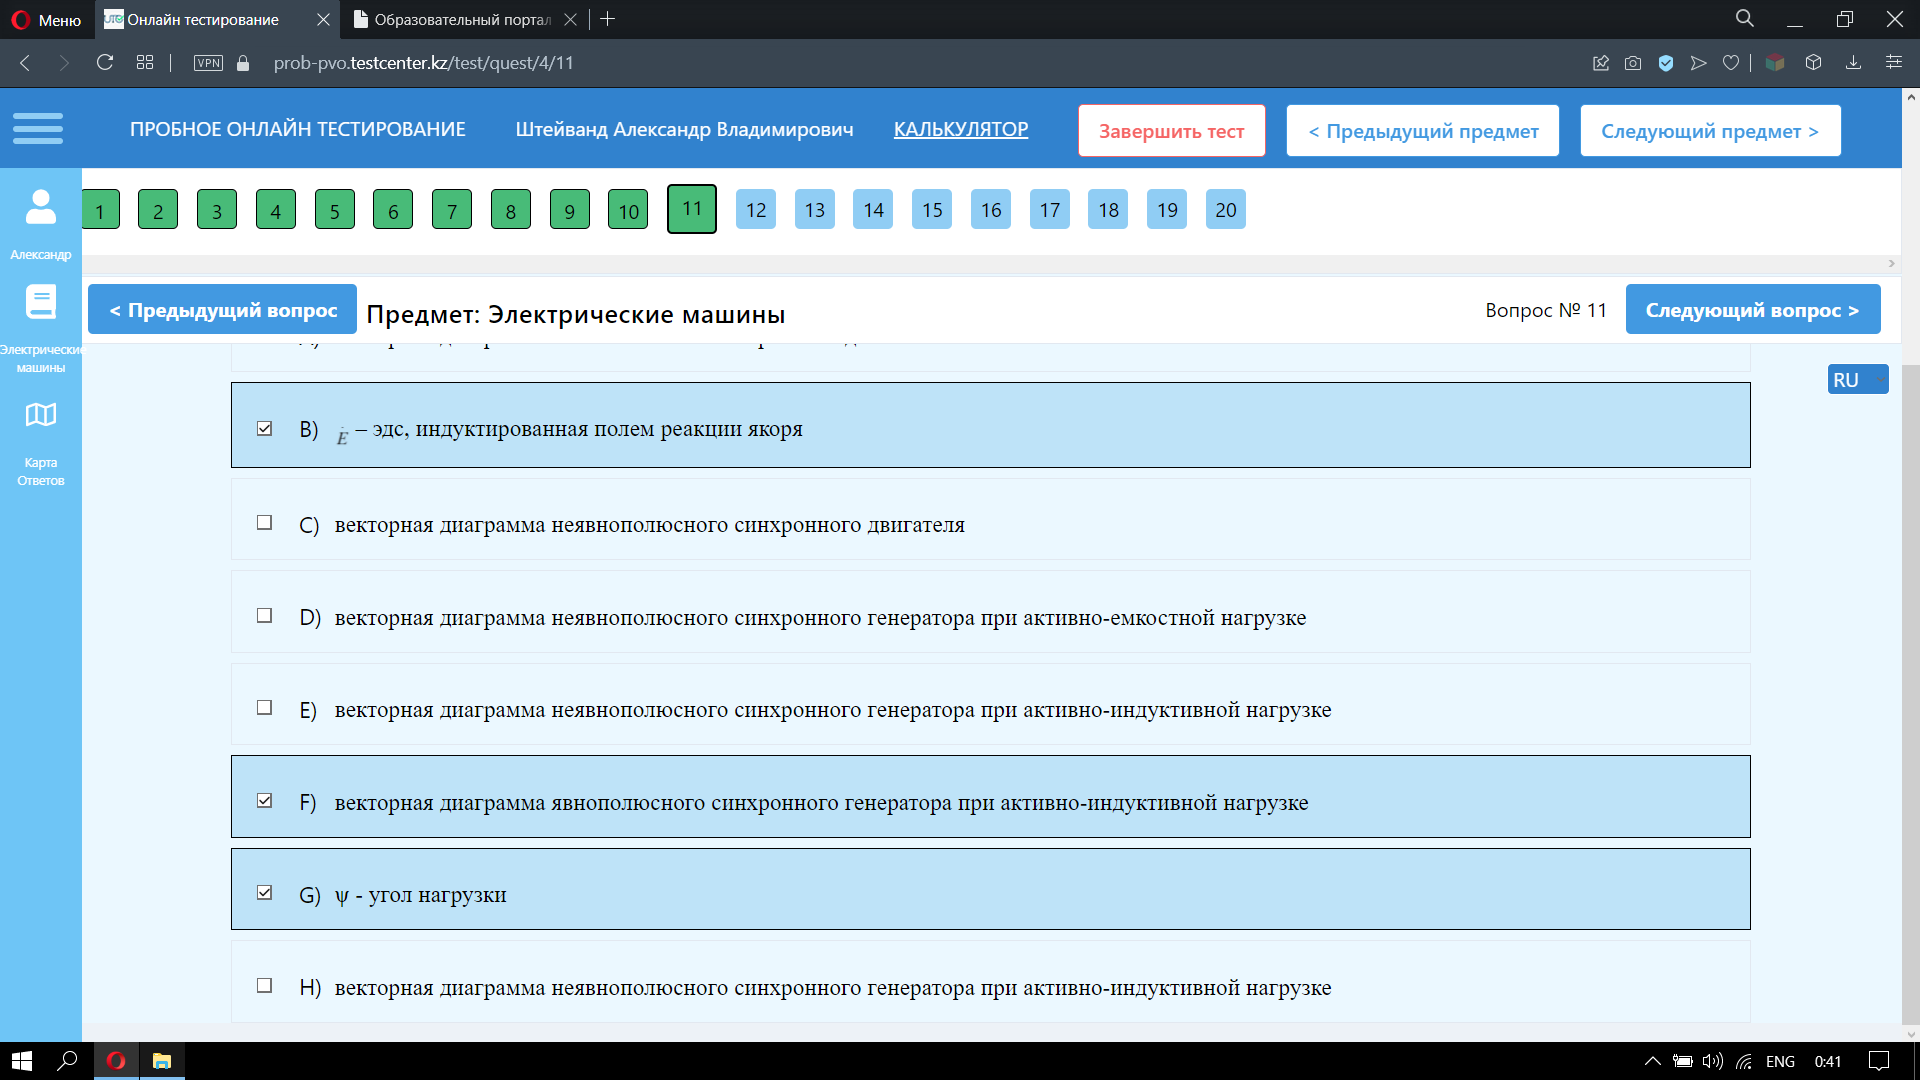 Меню
Онлайн тестирование
Образовательный портал
VPN
prob-pvo.testcenter.kz/test/quest/4/11
ПРОБНОЕ ОНЛАЙН ТЕСТИРОВАНИЕ
Штейванд Александр Владимирович
КАЛЬКУЛЯТОР
Завершить тест
< Предыдущий предмет
Следующий предмет >
1 2 3 4 5 6 7 8 9 10 11 12 13 14 15 16 17 18 19 20
Александр
Электрические
машины
Карта
Ответов
< Предыдущий вопрос
Предмет: Электрические машины
Вопрос № 11
Следующий вопрос >
RU
B) Ė – эдс, индуктированная полем реакции якоря
C) векторная диаграмма неявнополюсного синхронного двигателя
D) векторная диаграмма неявнополюсного синхронного генератора при активно-емкостной нагрузке
E) векторная диаграмма неявнополюсного синхронного генератора при активно-индуктивной нагрузке
F) векторная диаграмма явнополюсного синхронного генератора при активно-индуктивной нагрузке
G) ψ - угол нагрузки
H) векторная диаграмма неявнополюсного синхронного генератора при активно-индуктивной нагрузке
ENG
0:41